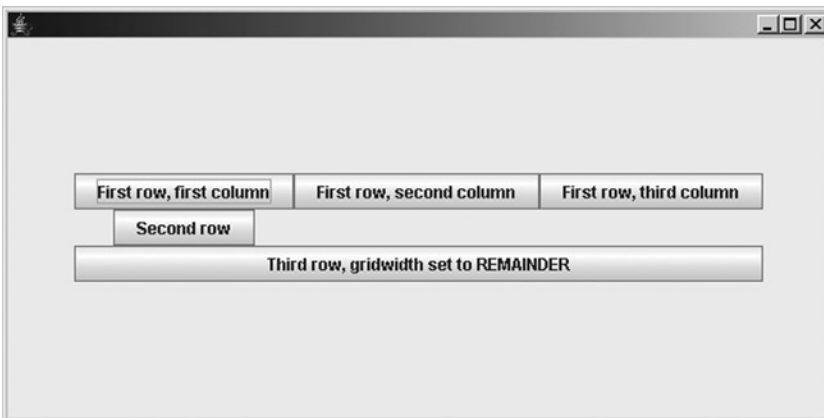 First row, first column First row, second column First row, third column
Second row
Third row, gridwidth set to REMAINDER